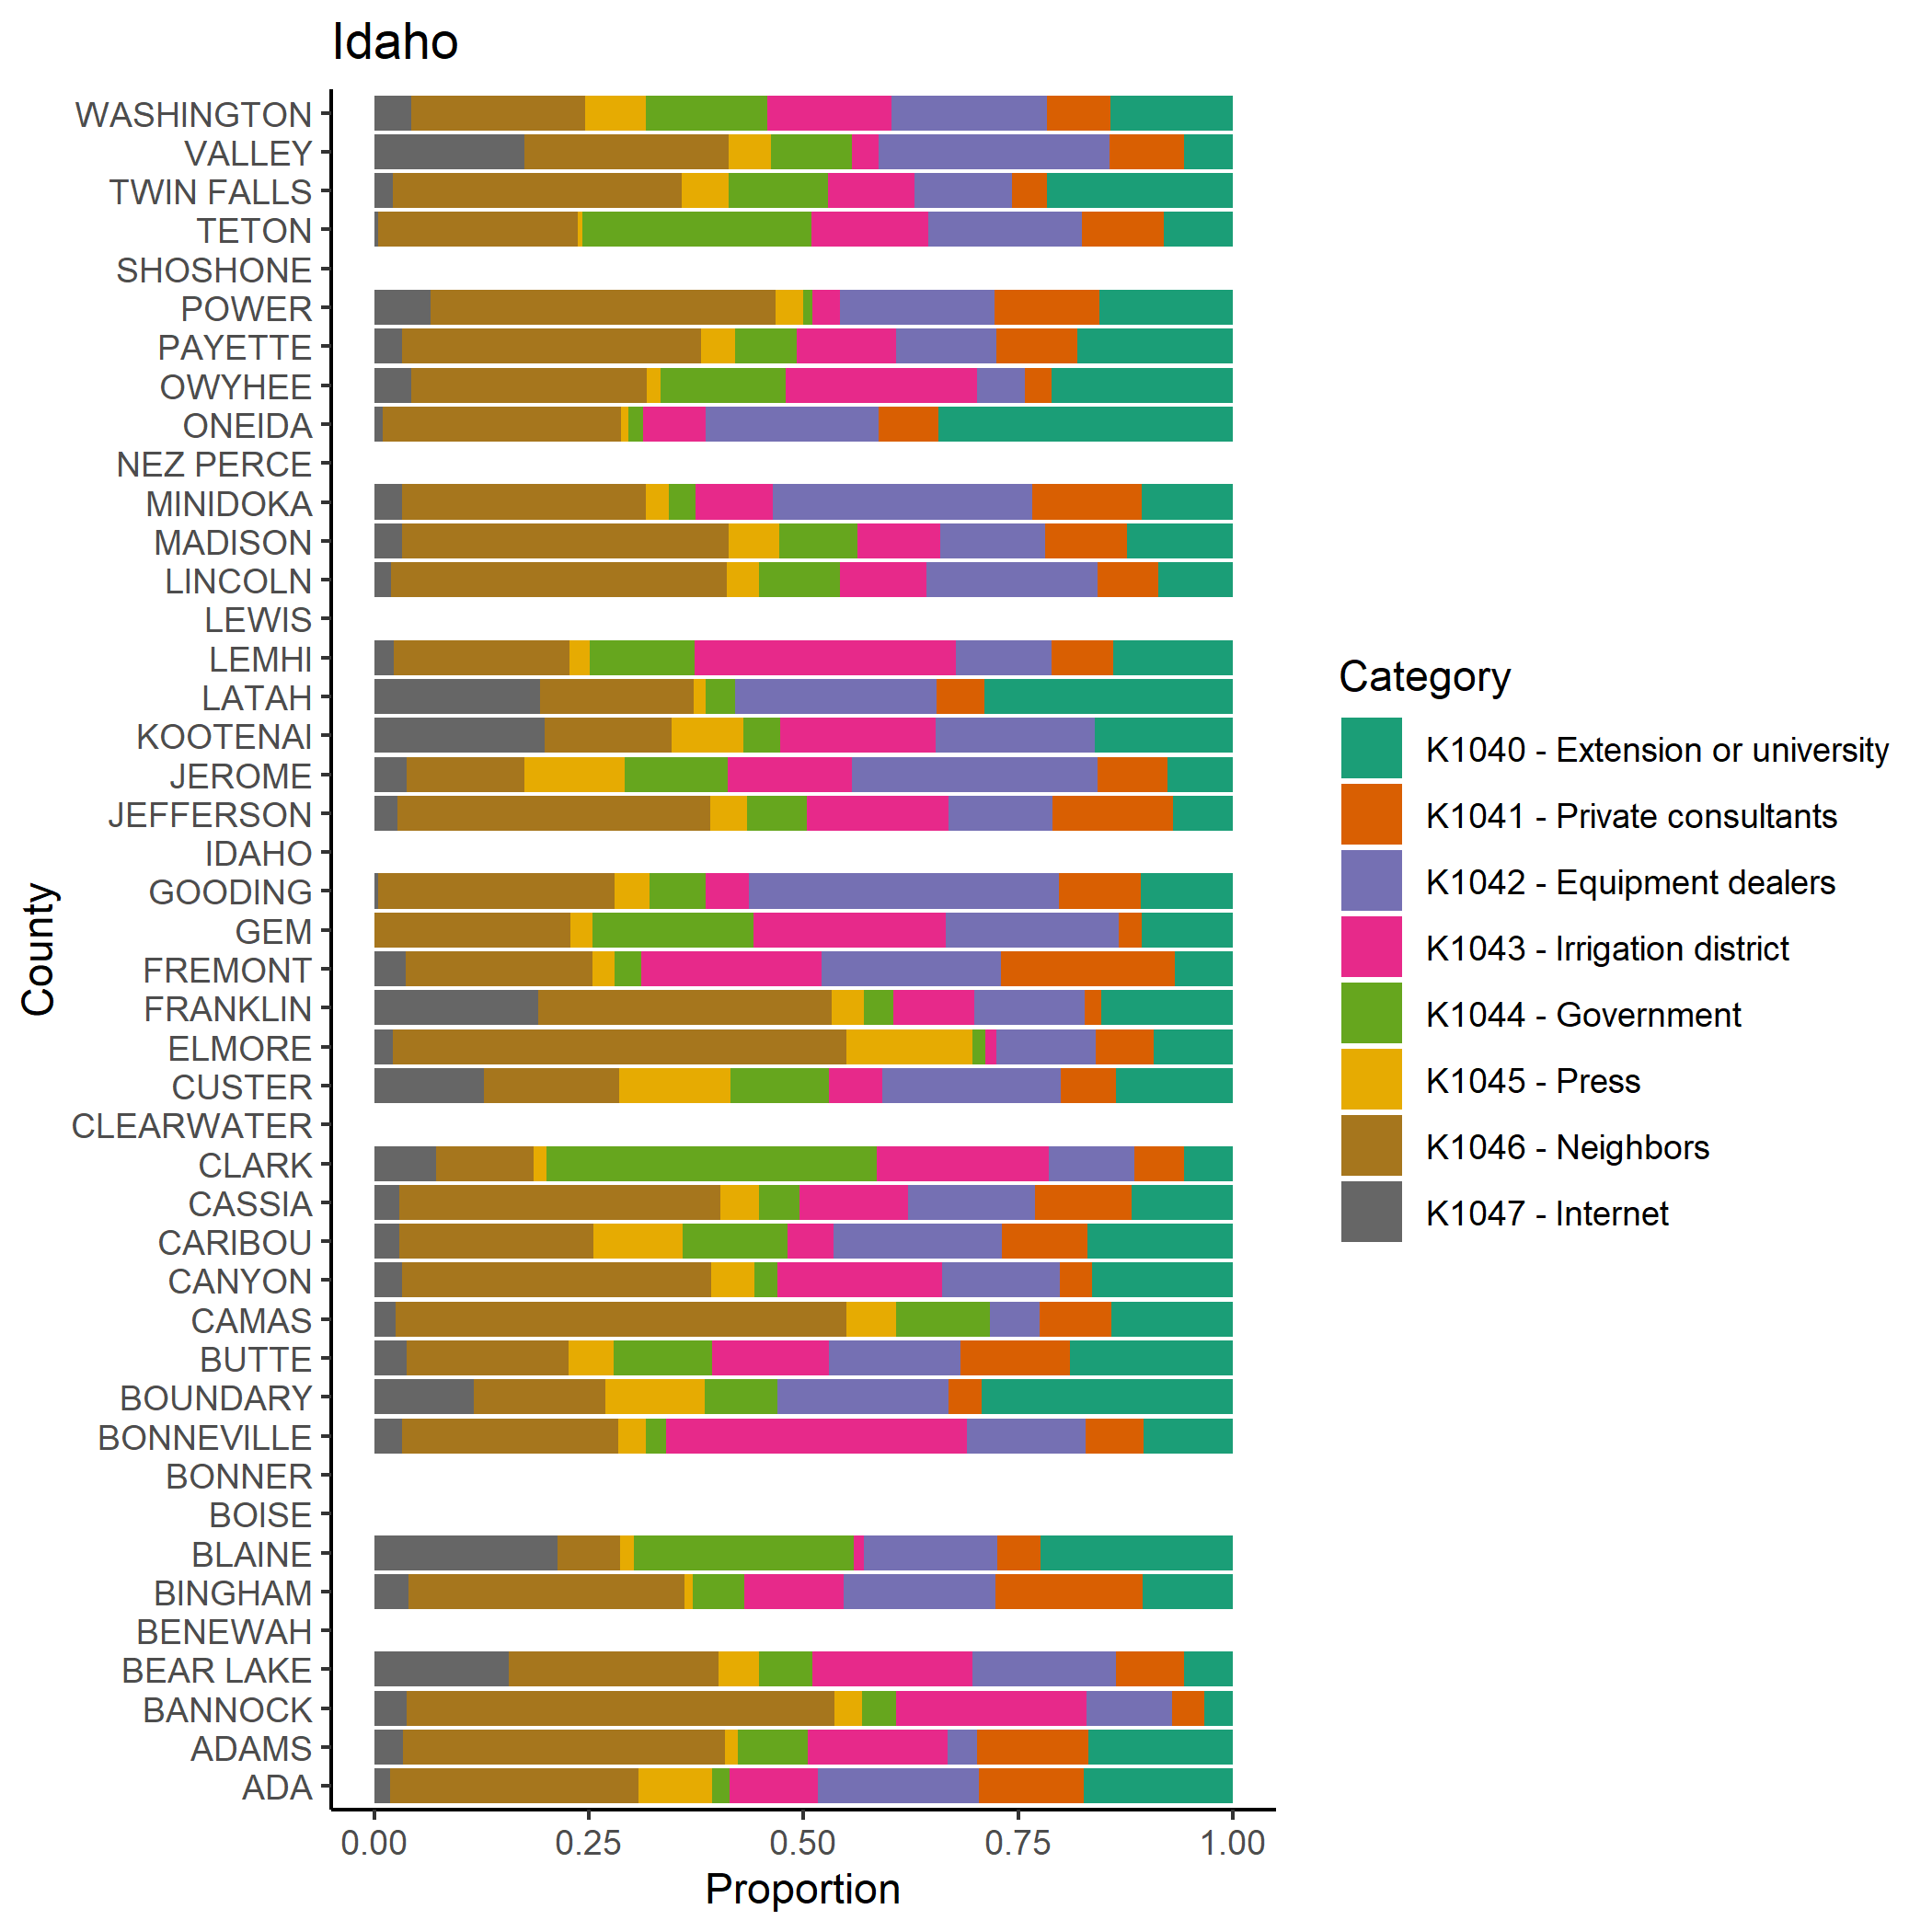 Idaho
WASHINGTON
VALLEY
TWIN FALLS
TETON
SHOSHONE
POWER
PAYETTE
OWYHEE
ONEIDA
NEZ PERCE
MINIDOKA
MADISON
LINCOLN
LEWIS
LEMHI
LATAH
KOOTENAI
JEROME
JEFFERSON
IDAHO
GOODING
GEM
FREMONT
FRANKLIN
ELMORE
CUSTER
CLEARWATER
CLARK
CASSIA
CARIBOU
CANYON
CAMAS
BUTTE
BOUNDARY
BONNEVILLE
BONNER
BOISE
BLAINE
BINGHAM
BENEWAH
BEAR LAKE
BANNOCK
ADAMS
ADA
County
0.00 0.25 0.50 0.75 1.00
Proportion
Category
K1040 - Extension or university
K1041 - Private consultants
K1042 - Equipment dealers
K1043 - Irrigation district
K1044 - Government
K1045 - Press
K1046 - Neighbors
K1047 - Internet